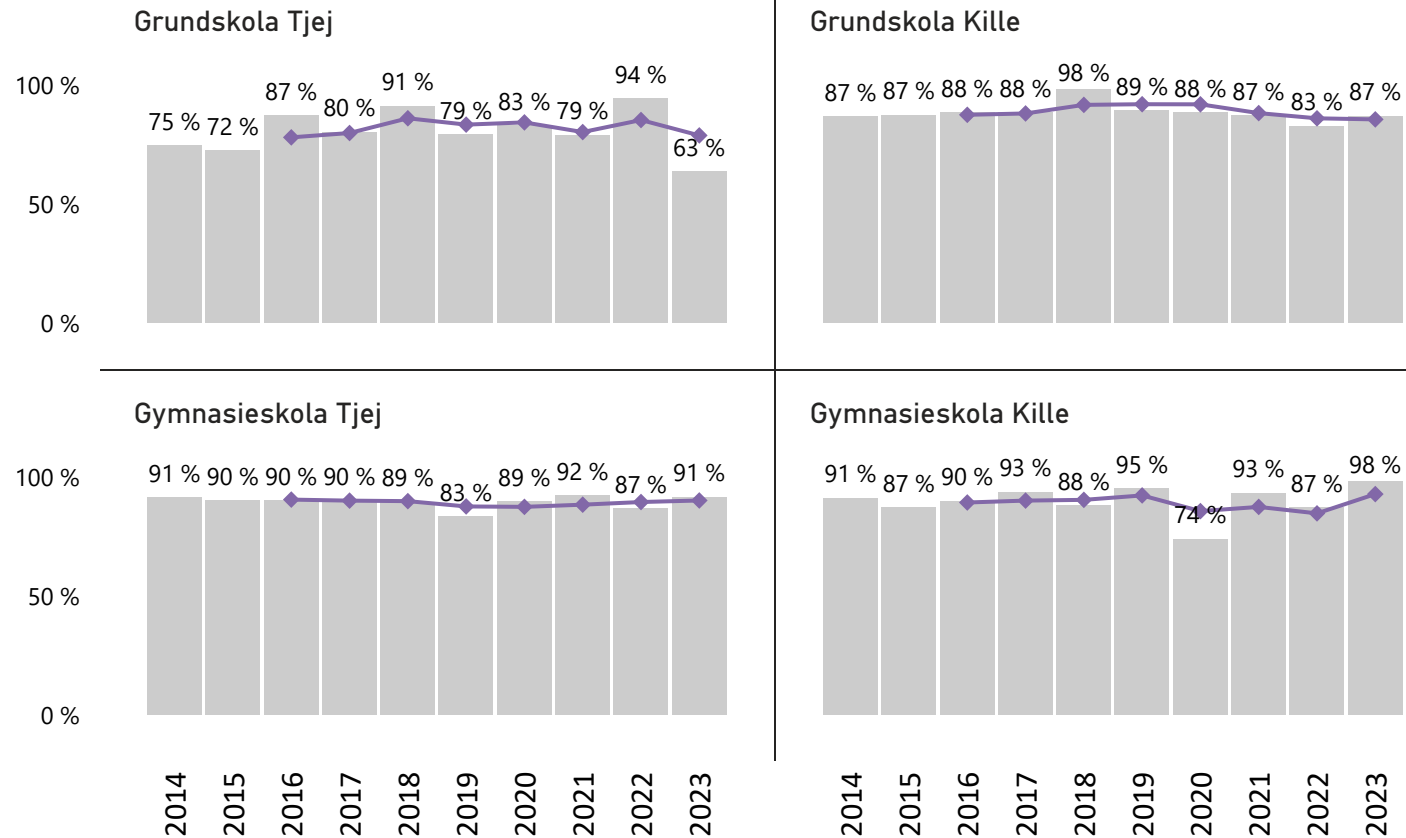 Grundskola Tjej
100 %
50 %
0 %
75 % 72 % 87 % 80 % 91 % 79 % 83 % 79 % 94 % 63 %
Grundskola Kille
87 % 87 % 88 % 88 % 98 % 89 % 88 % 87 % 83 % 87 %
Gymnasieskola Tjej
100 %
50 %
0 %
91 % 90 % 90 % 90 % 89 % 83 % 89 % 92 % 87 % 91 %
Gymnasieskola Kille
91 % 87 % 90 % 93 % 88 % 95 % 74 % 93 % 87 % 98 %
2014 2015 2016 2017 2018 2019 2020 2021 2022 2023
2014 2015 2016 2017 2018 2019 2020 2021 2022 2023